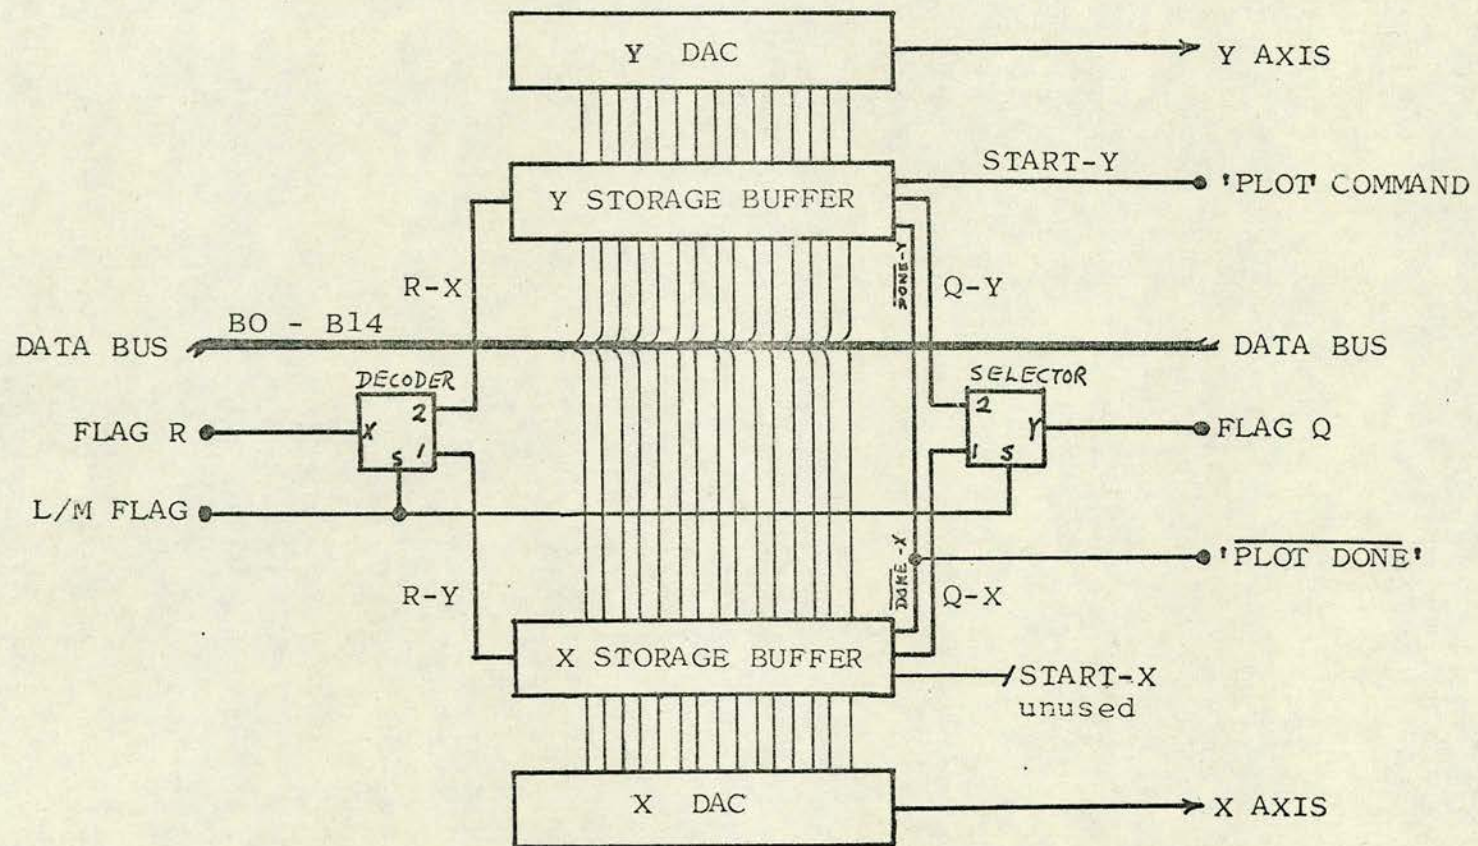 Y DAC
Y AXIS
START-Y
'PLOT' COMMAND
Y STORAGE BUFFER
R-X
DONE-Y
Q-Y
B0 - B14
DATA BUS
DATA BUS
DECODER
SELECTOR
2
2
FLAG R
X
Y
FLAG Q
S 1
1 S
L/M FLAG
'PLOT DONE'
DONE-X
R-Y
Q-X
X STORAGE BUFFER
START-X
unused
X DAC
X AXIS